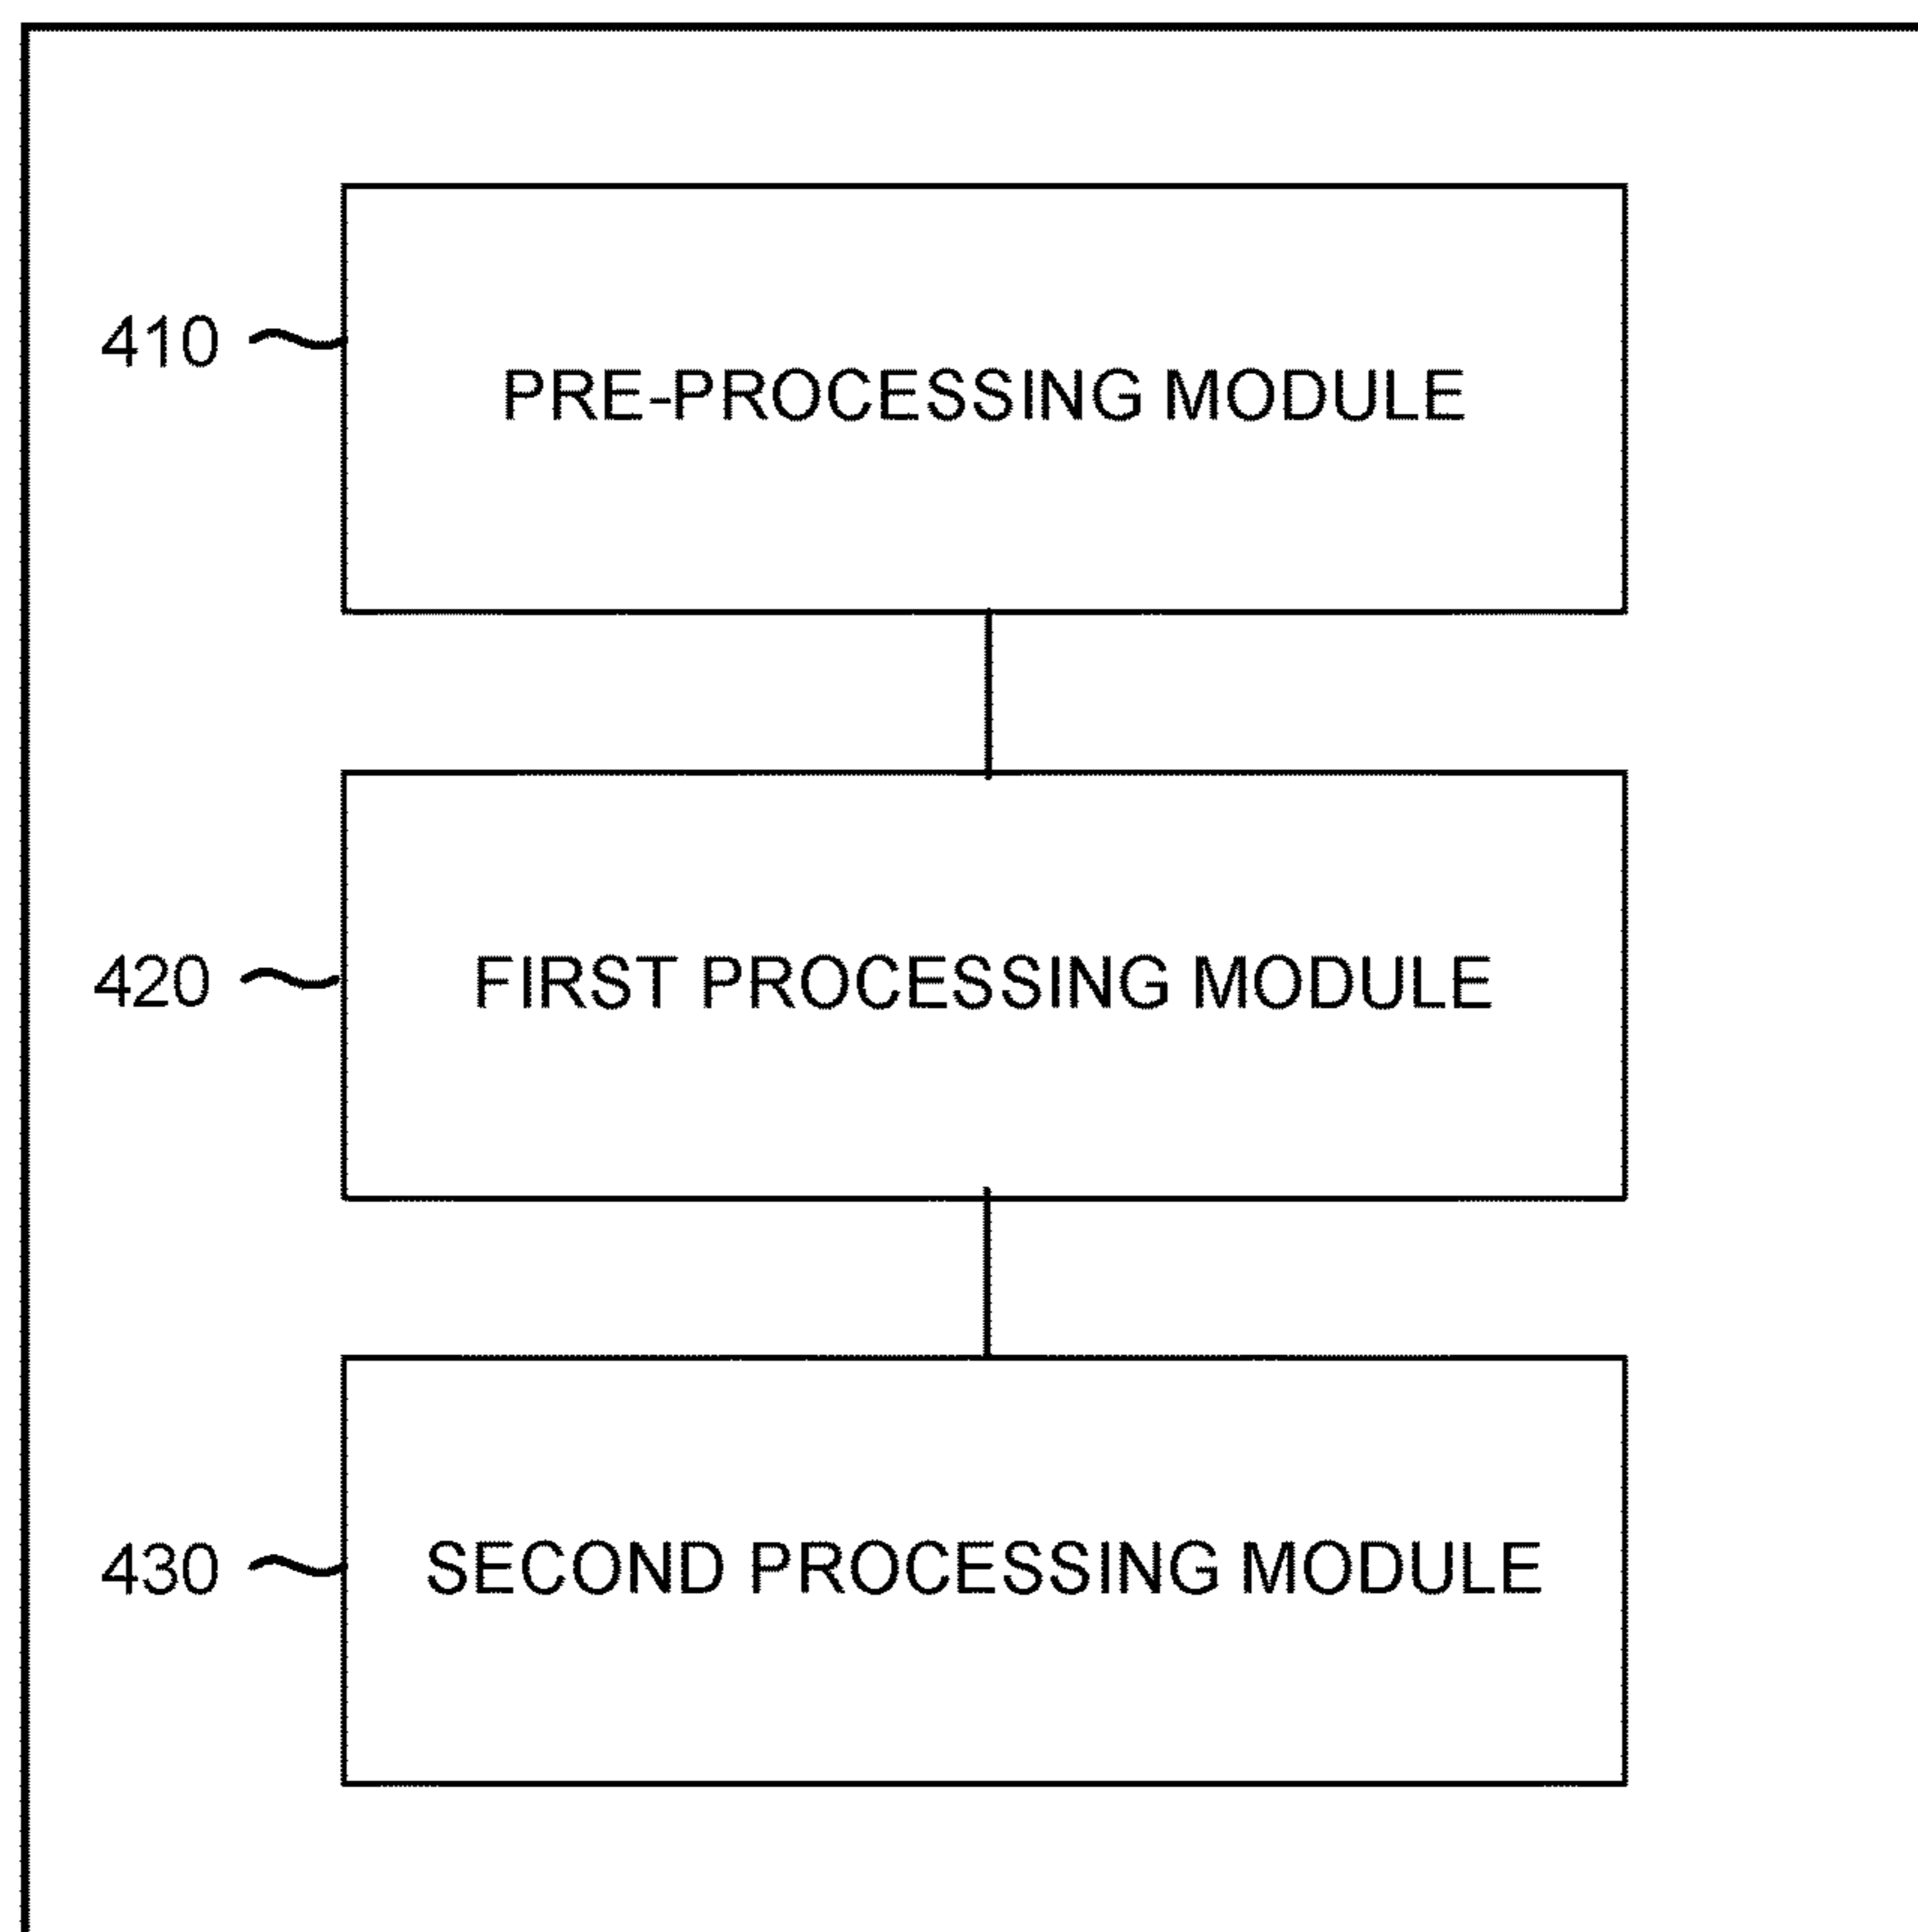 410
PRE-PROCESSING MODULE
420
FIRST PROCESSING MODULE
430
SECOND PROCESSING MODULE